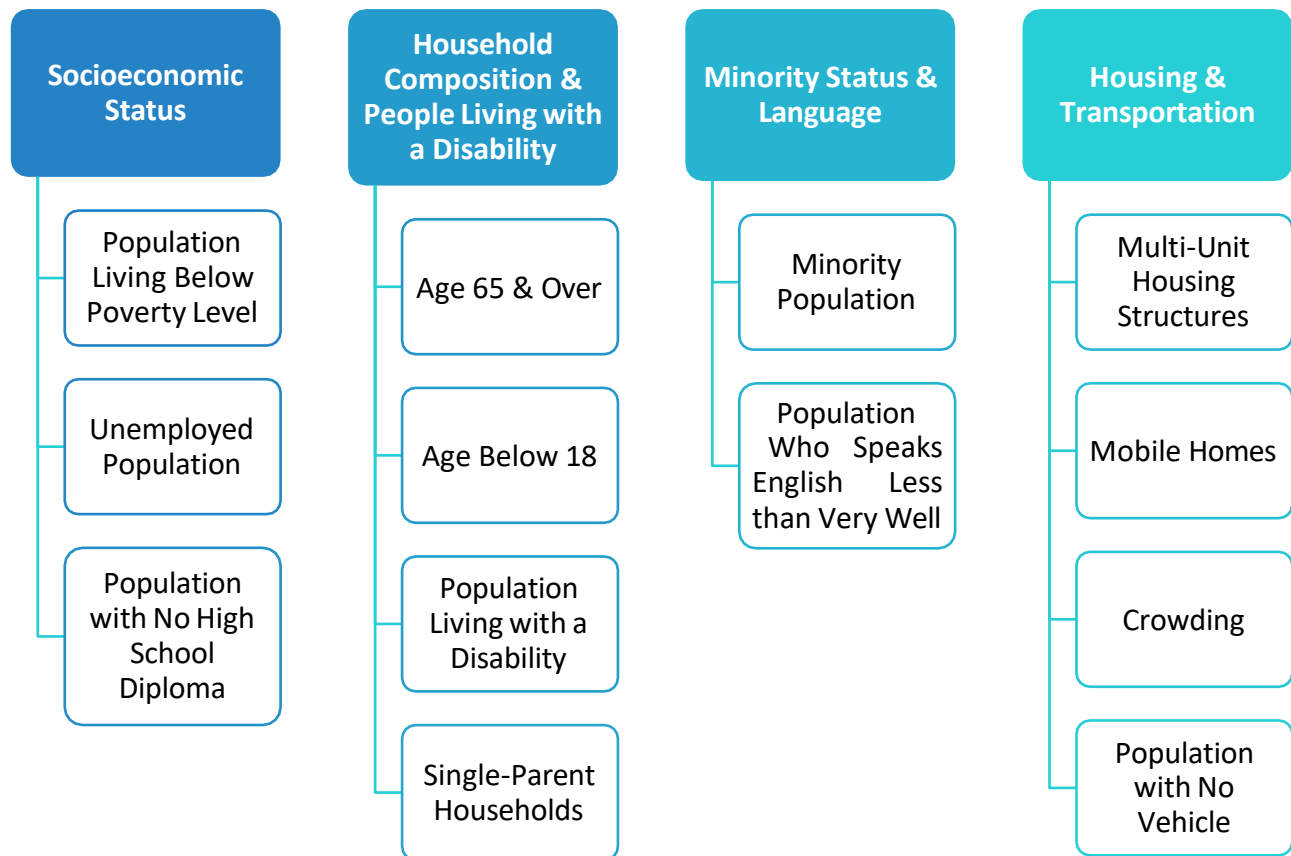 Socioeconomic
Status
Population
Living Below
Poverty Level
Unemployed
Population
Population
with No High
School
Diploma
Household
Composition &
People Living with
a Disability
Age 65 & Over
Age Below 18
Population
Living with a
Disability
Single-Parent
Households
Minority Status &
Language
Minority
Population
Population
Who Speaks
English Less
than Very Well
Housing &
Transportation
Multi-Unit
Housing
Structures
Mobile Homes
Crowding
Population
with No
Vehicle